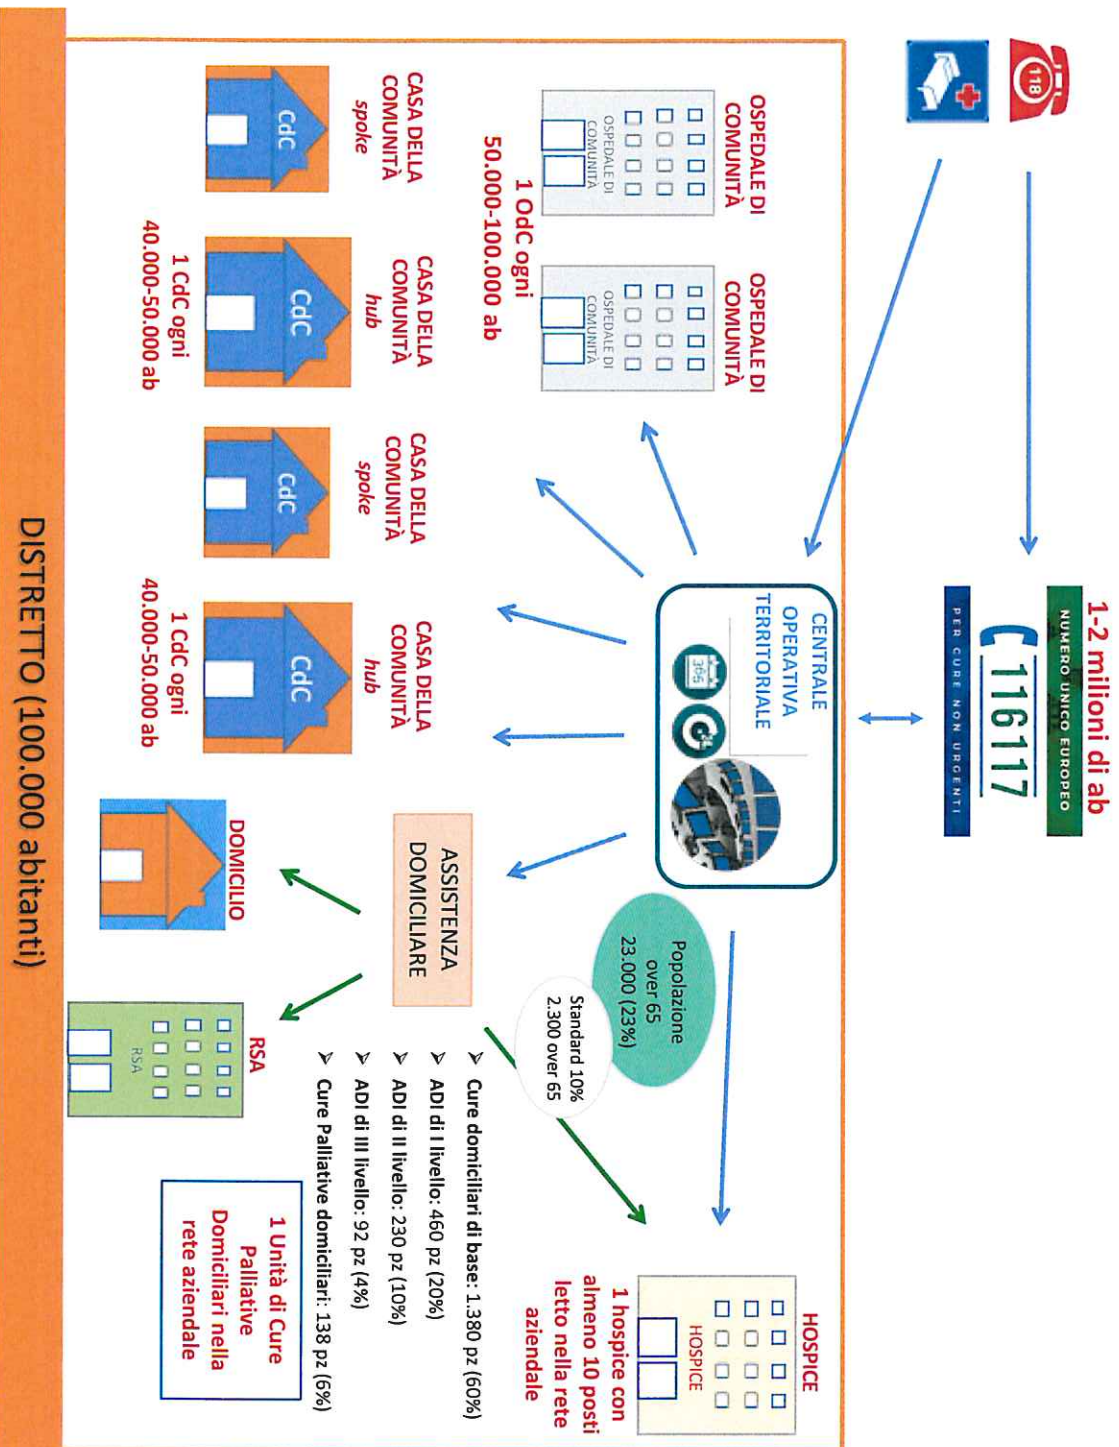 118
1-2 milioni di ab
NUMERO UNICO EUROPEO
116117
PER CURE NON URGENTI
CENTRALE
OPERATIVA
TERRITORIALE
365
24
OSPEDALE DI
COMUNITÀ
OSPEDALE DI
COMUNITÀ
OSPEDALE DI
COMUNITÀ
OSPEDALE DI
COMUNITÀ
1 OdC ogni
50.000-100.000 ab
Popolazione
over 65
23.000 (23%)
Standard 10%
2.300 over 65
HOSPICE
HOSPICE
1 hospice con
almeno 10 posti
letto nella rete
aziendale
CASA DELLA
COMUNITÀ
spoke
CdC
CASA DELLA
COMUNITÀ
hub
CdC
1 CdC ogni
40.000-50.000 ab
CASA DELLA
COMUNITÀ
spoke
CdC
CASA DELLA
COMUNITÀ
hub
CdC
1 CdC ogni
40.000-50.000 ab
ASSISTENZA
DOMICILIARE
➢ Cure domiciliari di base: 1.380 pz (60%)
➢ ADI di I livello: 460 pz (20%)
➢ ADI di II livello: 230 pz (10%)
➢ ADI di III livello: 92 pz (4%)
➢ Cure Palliative domiciliari: 138 pz (6%)
DOMICILIO
RSA
RSA
1 Unità di Cure
Palliative
Domiciliari nella
rete aziendale
DISTRETTO (100.000 abitanti)